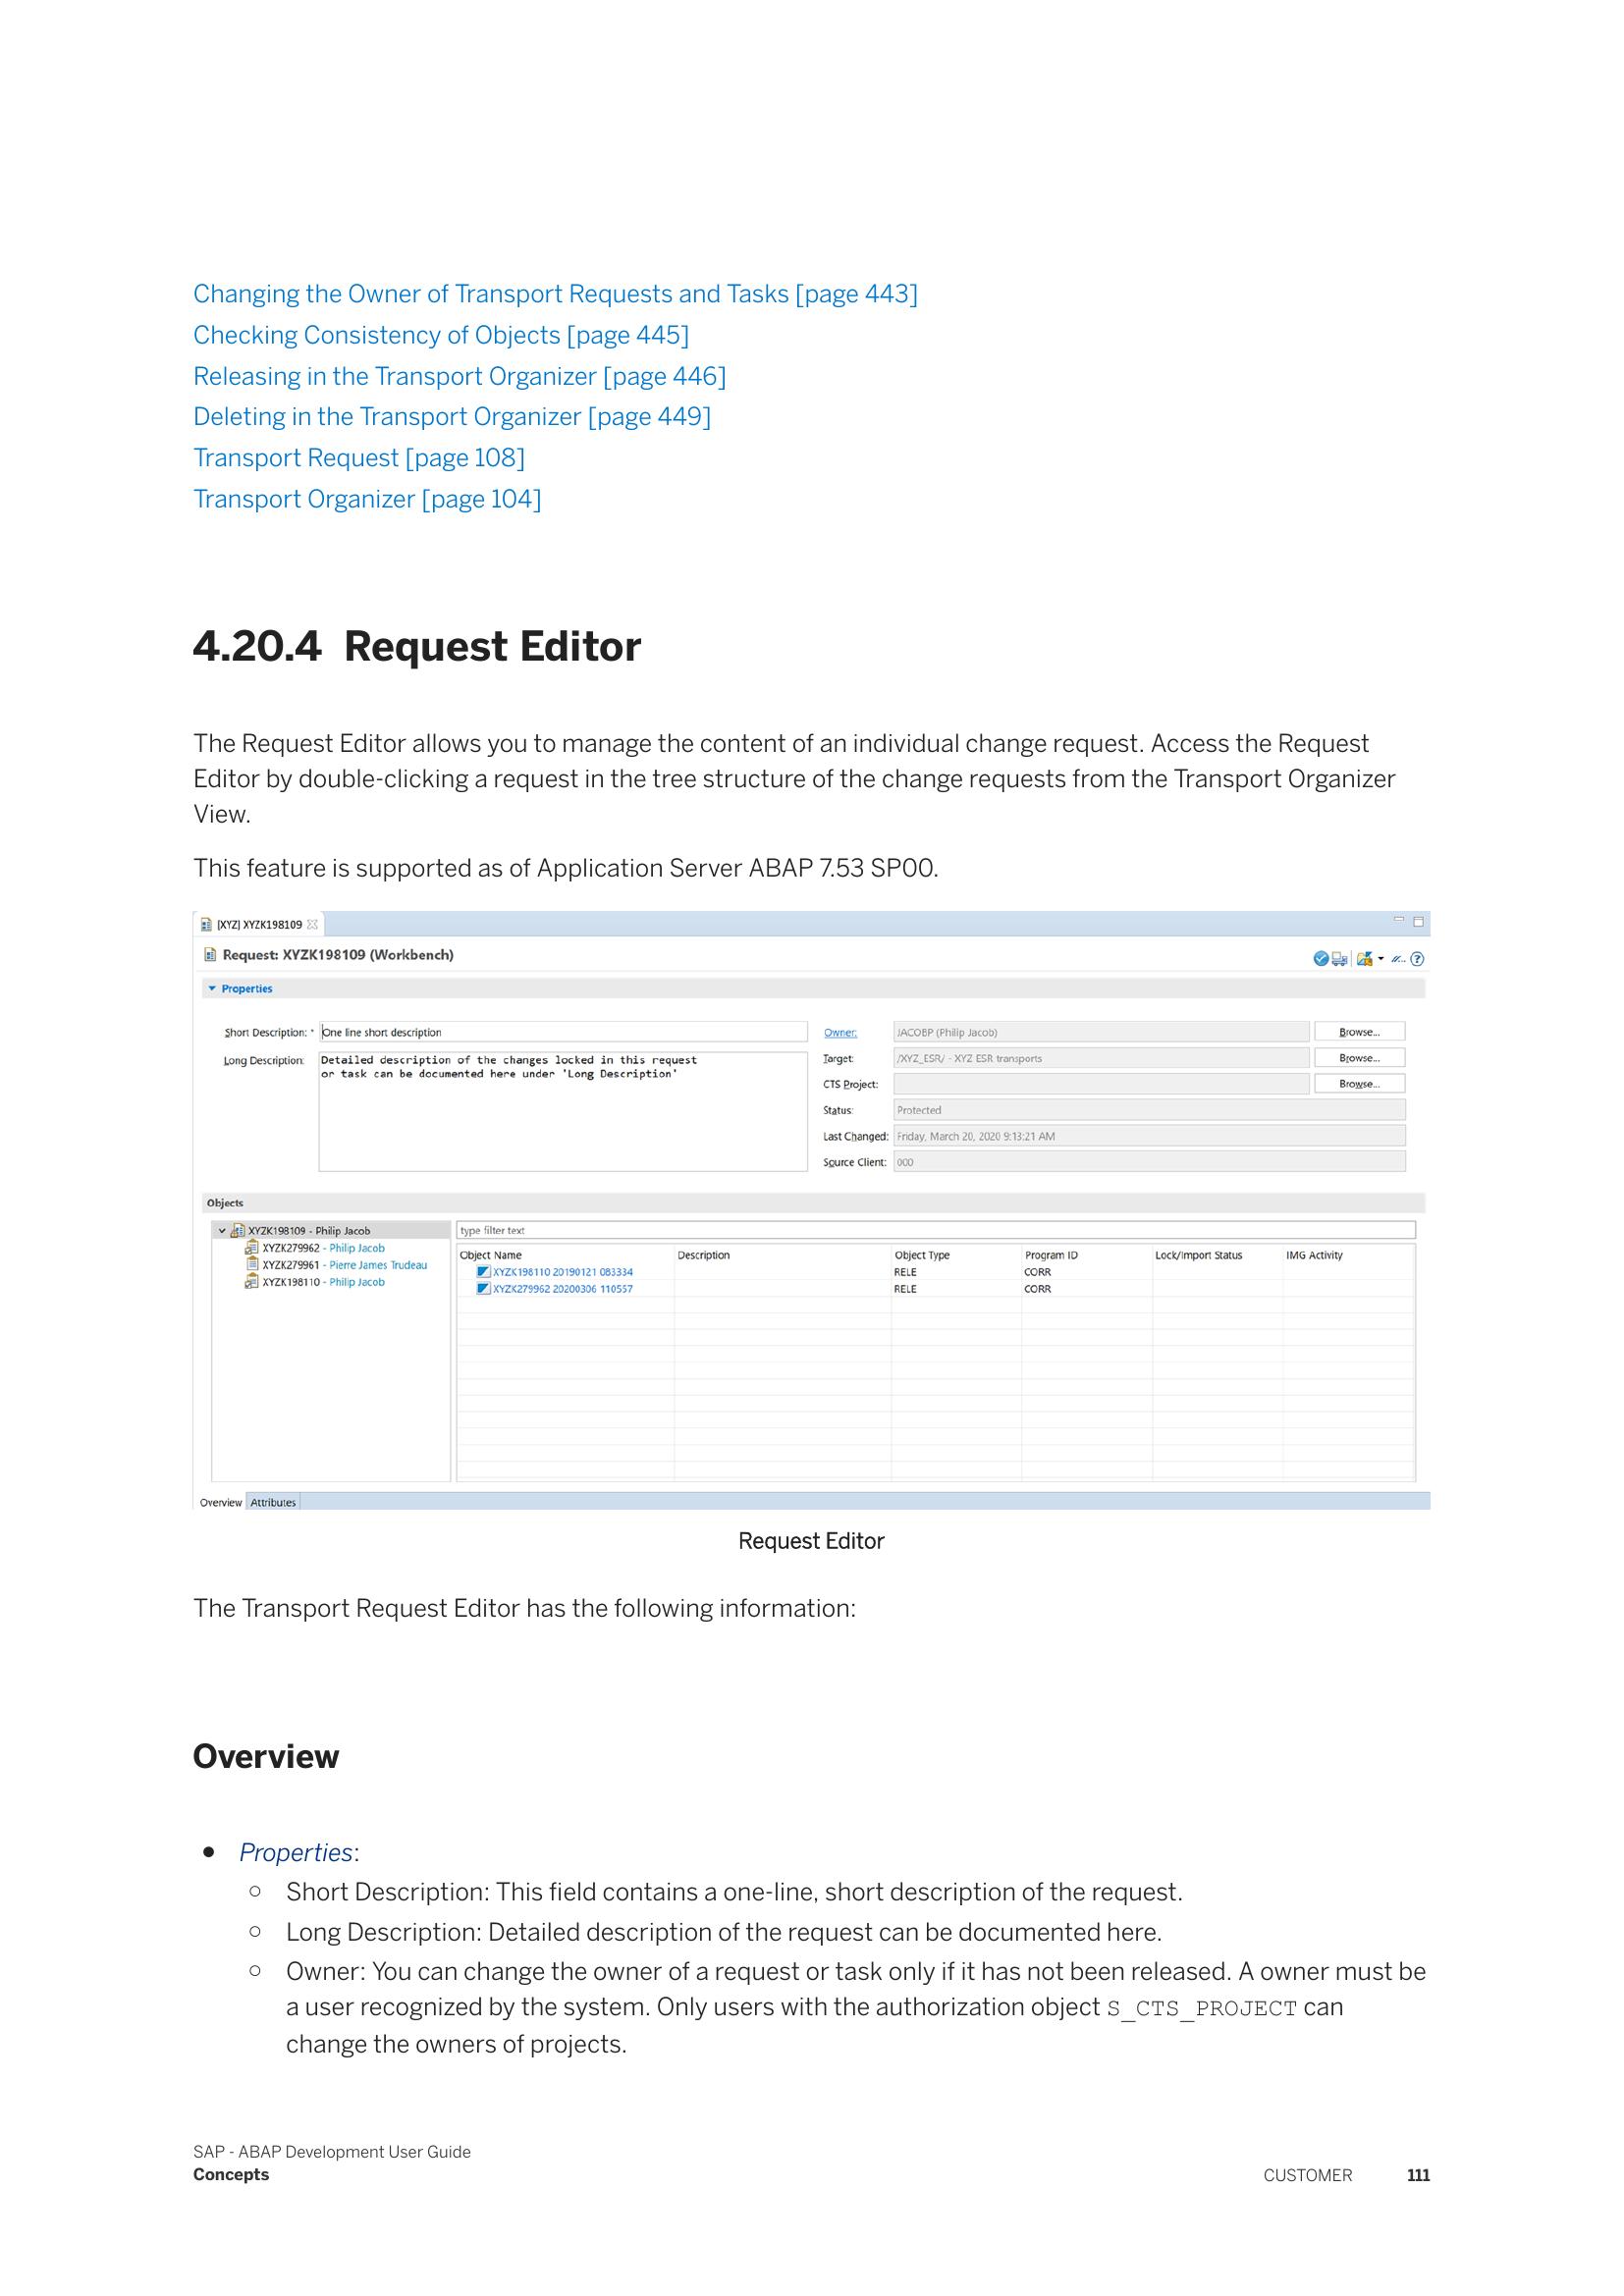 Changing the Owner of Transport Requests and Tasks [page 443]
Checking Consistency of Objects [page 445]
Releasing in the Transport Organizer [page 446]
Deleting in the Transport Organizer [page 449]
Transport Request [page 108]
Transport Organizer [page 104]
4.20.4 Request Editor
The Request Editor allows you to manage the content of an individual change request. Access the Request
Editor by double-clicking a request in the tree structure of the change requests from the Transport Organizer
View.
This feature is supported as of Application Server ABAP 7.53 SP00.
[XYZ] XYZK198109
Request: XYZK198109 (Workbench)
Properties
Short Description: * One line short description
Long Description: Detailed description of the changes locked in this request
or task can be documented here under 'Long Description'
Owner: JACOBP (Philip Jacob) Browse...
Target: /XYZ_ESR/ - XYZ ESR transports Browse...
CTS Project: Browse...
Status: Protected
Last Changed: Friday, March 20, 2020 9:13:21 AM
Source Client: 000
Objects
XYZK198109 - Philip Jacob
XYZK279962 - Philip Jacob
XYZK279961 - Pierre James Trudeau
XYZK198110 - Philip Jacob
type filter text
Object Name Description Object Type Program ID Lock/Import Status IMG Activity
XYZK198110 20190121 083334 RELE CORR
XYZK279962 20200306 110557 RELE CORR
Overview Attributes
Request Editor
The Transport Request Editor has the following information:
Overview
• Properties:
○ Short Description: This field contains a one-line, short description of the request.
○ Long Description: Detailed description of the request can be documented here.
○ Owner: You can change the owner of a request or task only if it has not been released. A owner must be
a user recognized by the system. Only users with the authorization object S_CTS_PROJECT can
change the owners of projects.
SAP - ABAP Development User Guide
Concepts
CUSTOMER 111